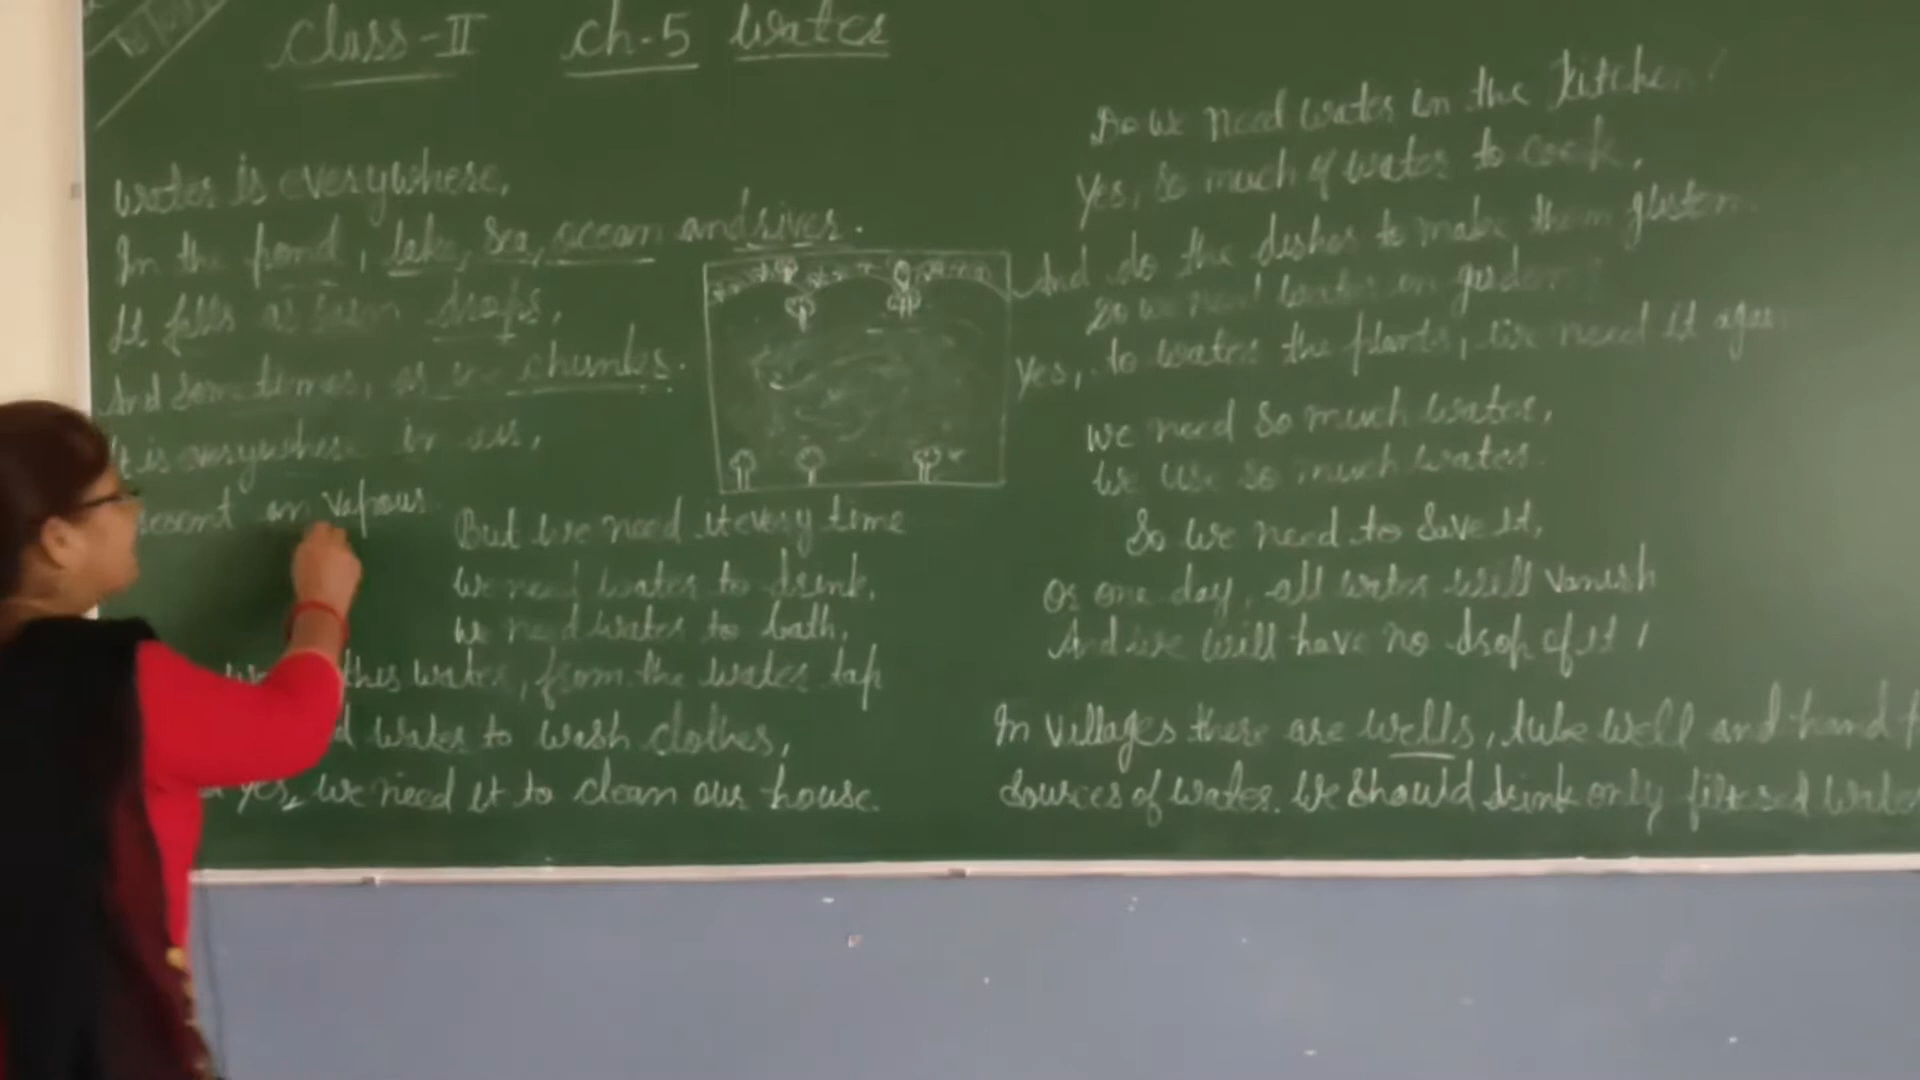 Class-II ch-5 Water
Water is everywhere,
In the pond, lake, Sea, ocean and river.
It falls as rain drops,
And sometimes, as ice chunks.
It is everywhere in air,
present in vapour.
But we need it every time
We need water to drink,
We need water to bath,
this water, from the water tap
water to wash clothes,
yes, we need it to clean our house.
Do we need water in the kitchen?
Yes, so much of water to cook,
And do the dishes to make them glisten.
Do we need water in garden?
Yes, to water the plants, we need it again
We need so much water,
We use so much water.
So we need to save it,
Or one day, all water will vanish
And we will have no drop of it!
In villages there are wells, tube well and hand
Sources of water. We should drink only filtered water